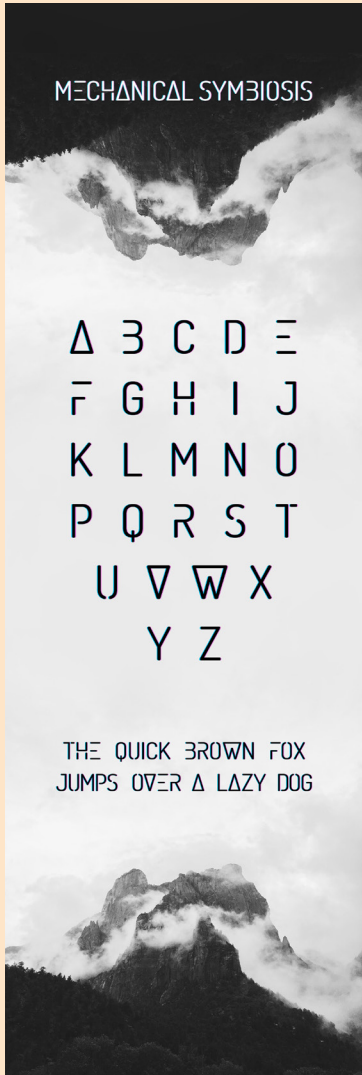 MECHANICAL SYMBIOSIS
A B C D E
F G H I J
K L M N O
P Q R S T
U V W X
Y Z
THE QUICK BROWN FOX
JUMPS OVER A LAZY DOG